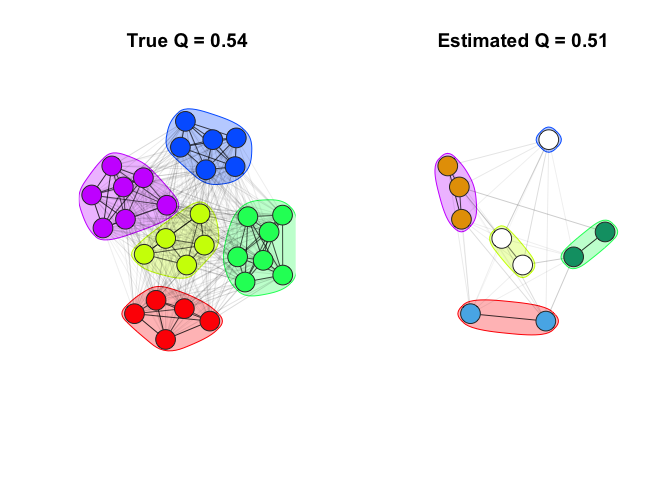 True Q = 0.54
Estimated Q = 0.51